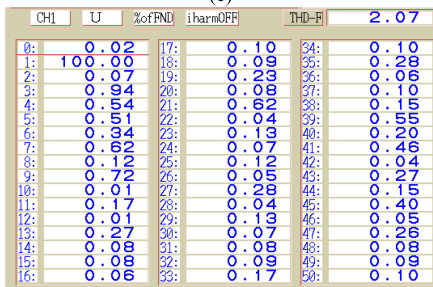 CH1 U %ofFND iharmOFF THD-F 2.07
0: 0.02 17: 0.10 34: 0.10
1: 100.00 18: 0.09 35: 0.28
2: 0.07 19: 0.23 36: 0.06
3: 0.94 20: 0.08 37: 0.10
4: 0.54 21: 0.62 38: 0.15
5: 0.51 22: 0.04 39: 0.55
6: 0.34 23: 0.13 40: 0.20
7: 0.62 24: 0.07 41: 0.46
8: 0.12 25: 0.12 42: 0.04
9: 0.72 26: 0.05 43: 0.27
10: 0.01 27: 0.28 44: 0.15
11: 0.17 28: 0.04 45: 0.40
12: 0.01 29: 0.13 46: 0.05
13: 0.27 30: 0.07 47: 0.26
14: 0.08 31: 0.08 48: 0.08
15: 0.08 32: 0.09 49: 0.09
16: 0.06 33: 0.17 50: 0.10